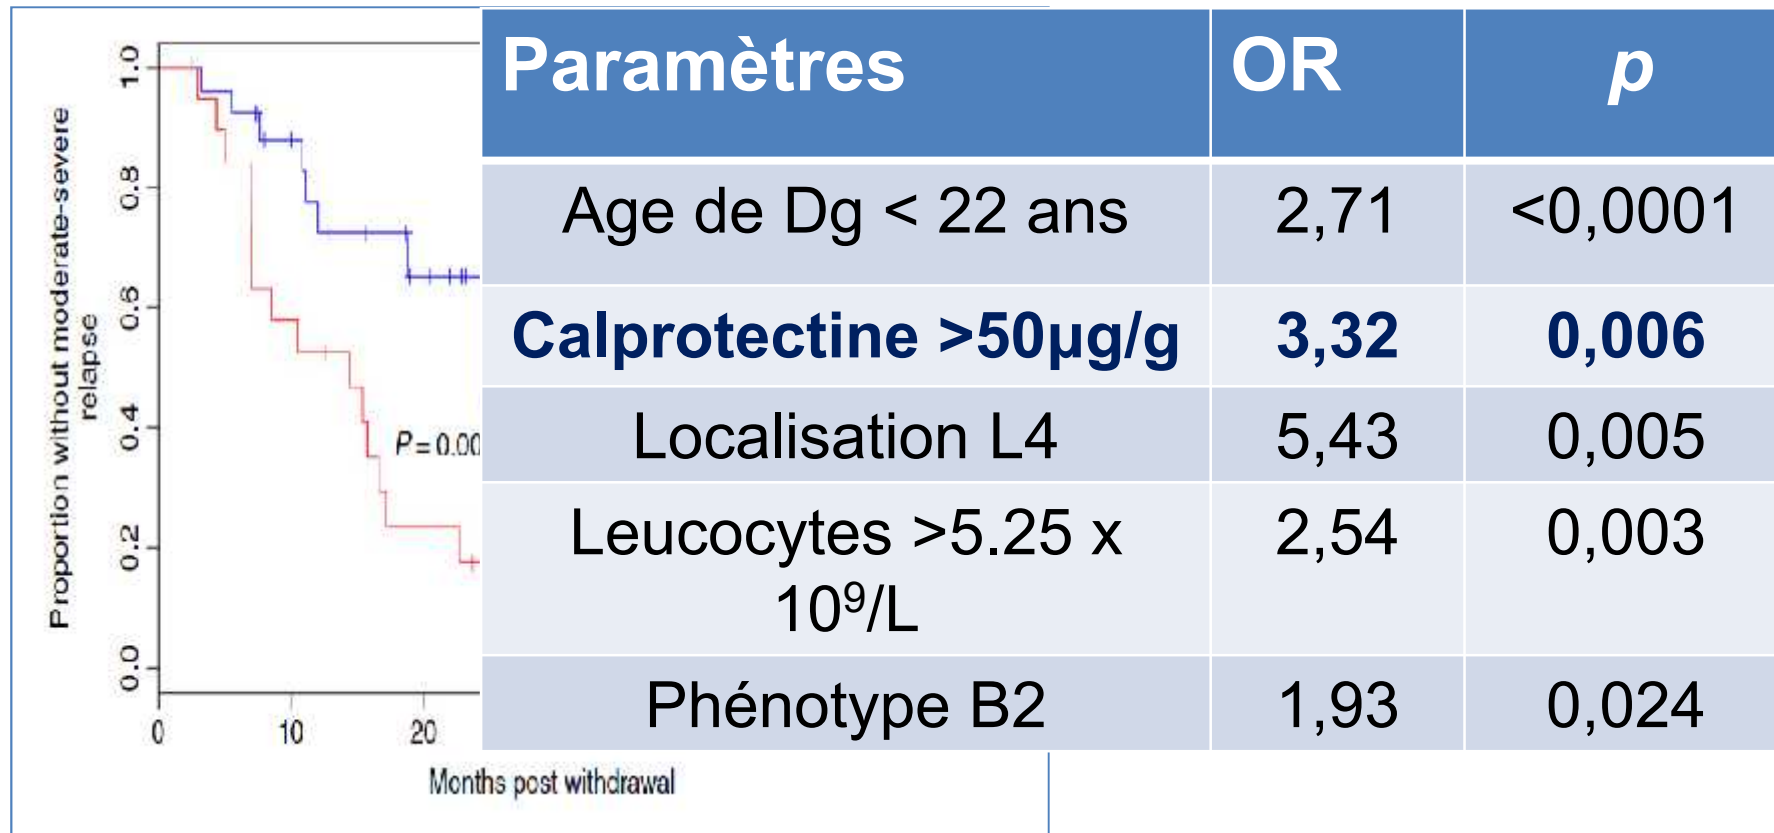 Proportion without moderate-severe
relapse
1.0
0.8
0.6
0.4
0.2
0.0
P = 0.00
0 10 20
Months post withdrawal
Paramètres OR p
Age de Dg < 22 ans 2,71 <0,0001
Calprotectine >50µg/g 3,32 0,006
Localisation L4 5,43 0,005
Leucocytes >5.25 x 2,54 0,003
10⁹/L
Phénotype B2 1,93 0,024